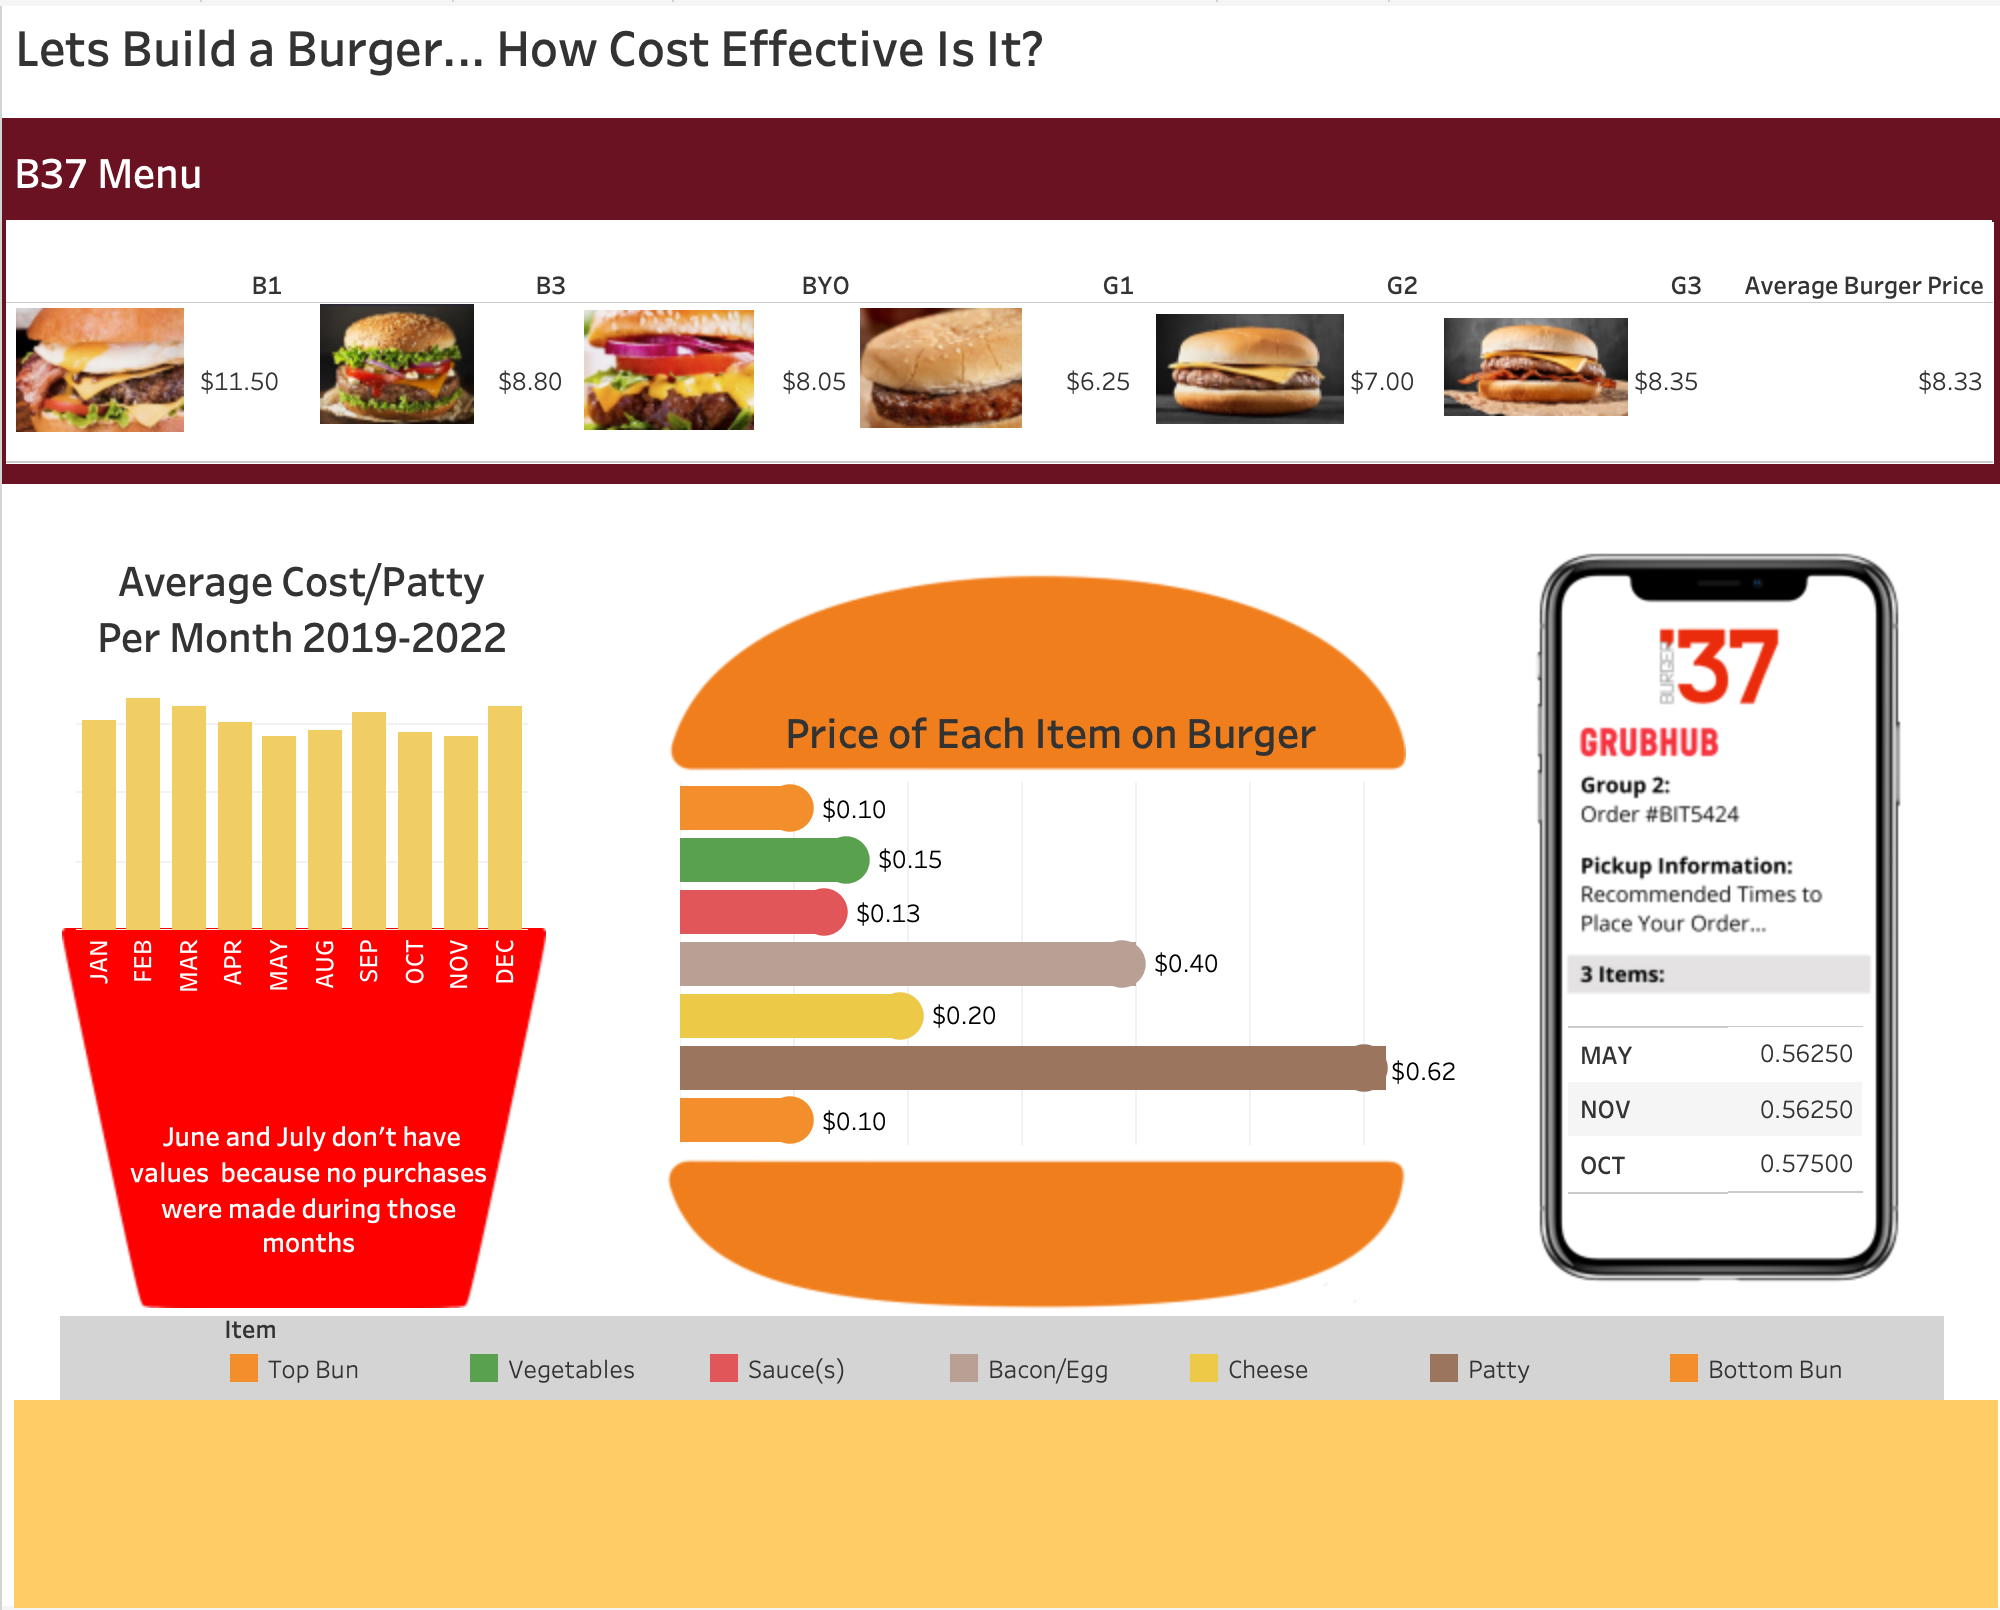 Lets Build a Burger... How Cost Effective Is It?
B37 Menu
B1 B3 BYO G1 G2 G3 Average Burger Price
$11.50 $8.80 $8.05 $6.25 $7.00 $8.35 $8.33
Average Cost/Patty
Per Month 2019-2022
JAN FEB MAR APR MAY AUG SEP OCT NOV DEC
June and July don't have
values because no purchases
were made during those
months
Price of Each Item on Burger
$0.10
$0.15
$0.13
$0.40
$0.20
$0.62
$0.10
BURGER '37
GRUBHUB
Group 2:
Order #BIT5424
Pickup Information:
Recommended Times to
Place Your Order...
3 Items:
MAY 0.56250
NOV 0.56250
OCT 0.57500
Item
Top Bun Vegetables Sauce(s) Bacon/Egg Cheese Patty Bottom Bun